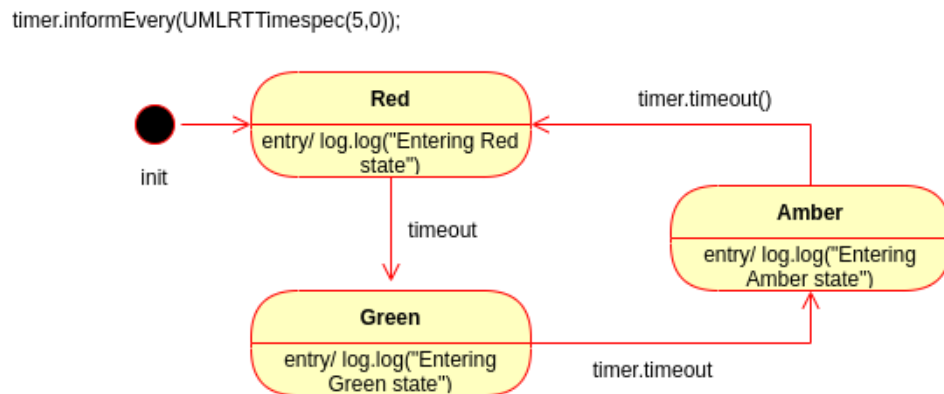 timer.informEvery(UMLRTTimespec(5,0));
Red
timer.timeout()
entry/ log.log("Entering Red
state")
init
timeout
Amber
entry/ log.log("Entering
Amber state")
Green
entry/ log.log("Entering
Green state")
timer.timeout